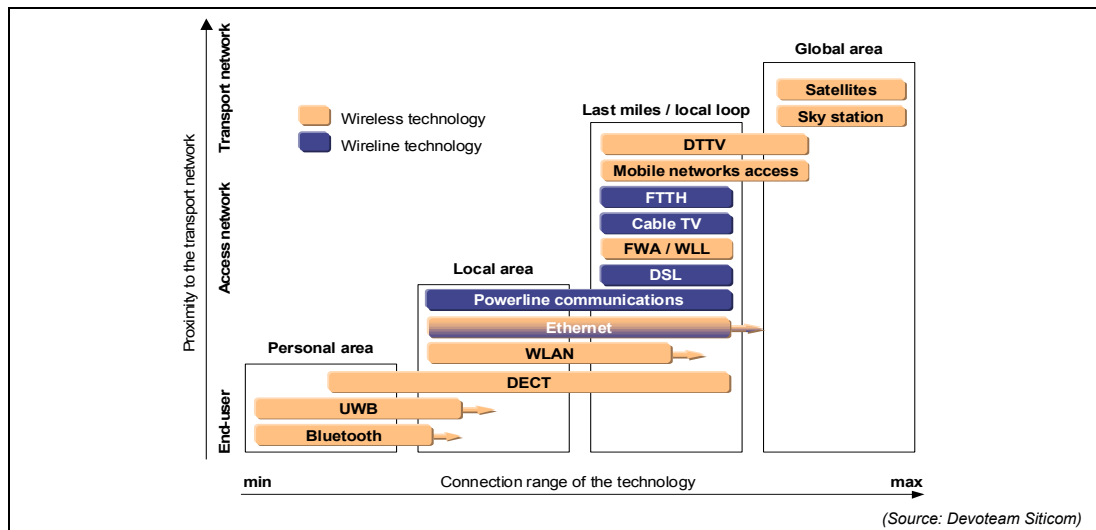 Global area
Satellites
Sky station
Wireless technology
Wireline technology
Last miles / local loop
DTTV
Mobile networks access
FTTH
Cable TV
FWA / WLL
DSL
Local area
Powerline communications
Ethernet
WLAN
Personal area
DECT
UWB
Bluetooth
Proximity to the transport network
Transport network
Access network
End-user
min
Connection range of the technology
max
(Source: Devoteam Siticom)